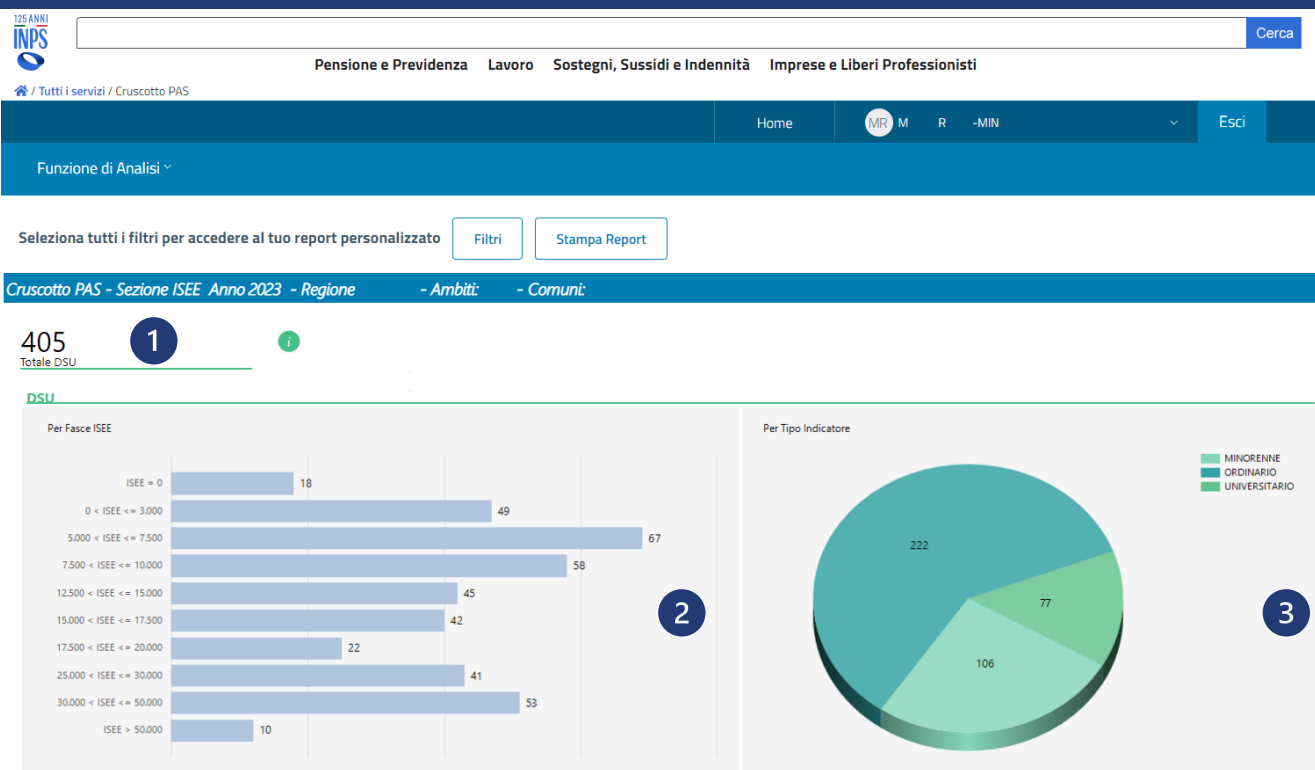 125 ANNI
INPS
Cerca
Pensione e Previdenza Lavoro Sostegni, Sussidi e Indennità Imprese e Liberi Professionisti
/ Tutti i servizi / Cruscotto PAS
Home MR M R -MIN Esci
Funzione di Analisi
Seleziona tutti i filtri per accedere al tuo report personalizzato Filtri Stampa Report
Cruscotto PAS - Sezione ISEE Anno 2023 - Regione - Ambiti: - Comuni:
405 1 i
Totale DSU
DSU
Per Fasce ISEE
ISEE = 0 18
0 < ISEE <= 3.000 49
5.000 < ISEE <= 7.500 67
7.500 < ISEE <= 10.000 58
12.500 < ISEE <= 15.000 45
15.000 < ISEE <= 17.500 42
17.500 < ISEE <= 20.000 22
25.000 < ISEE <= 30.000 41
30.000 < ISEE <= 50.000 53
ISEE > 50.000 10
2
Per Tipo Indicatore
MINORENNE
ORDINARIO
UNIVERSITARIO
222
77
106
3